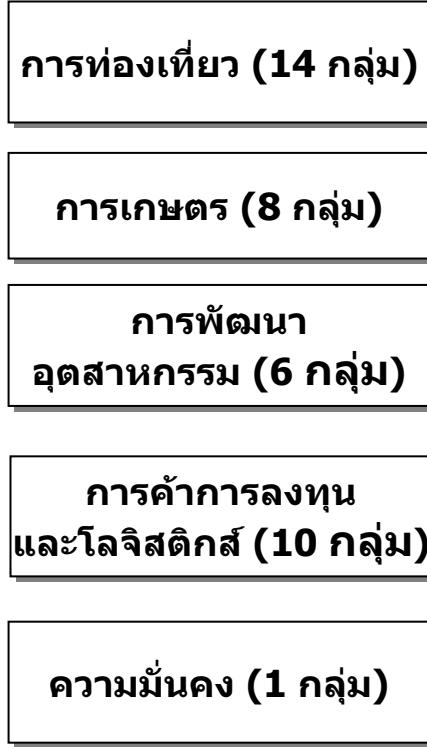 การท่องเที่ยว (14 กลุ่ม)
การเกษตร (8 กลุ่ม)
การพัฒนา
อุตสาหกรรม (6 กลุ่ม)
การค้าการลงทุน
และโลจิสติกส์ (10 กลุ่ม)
ความมั่นคง (1 กลุ่ม)